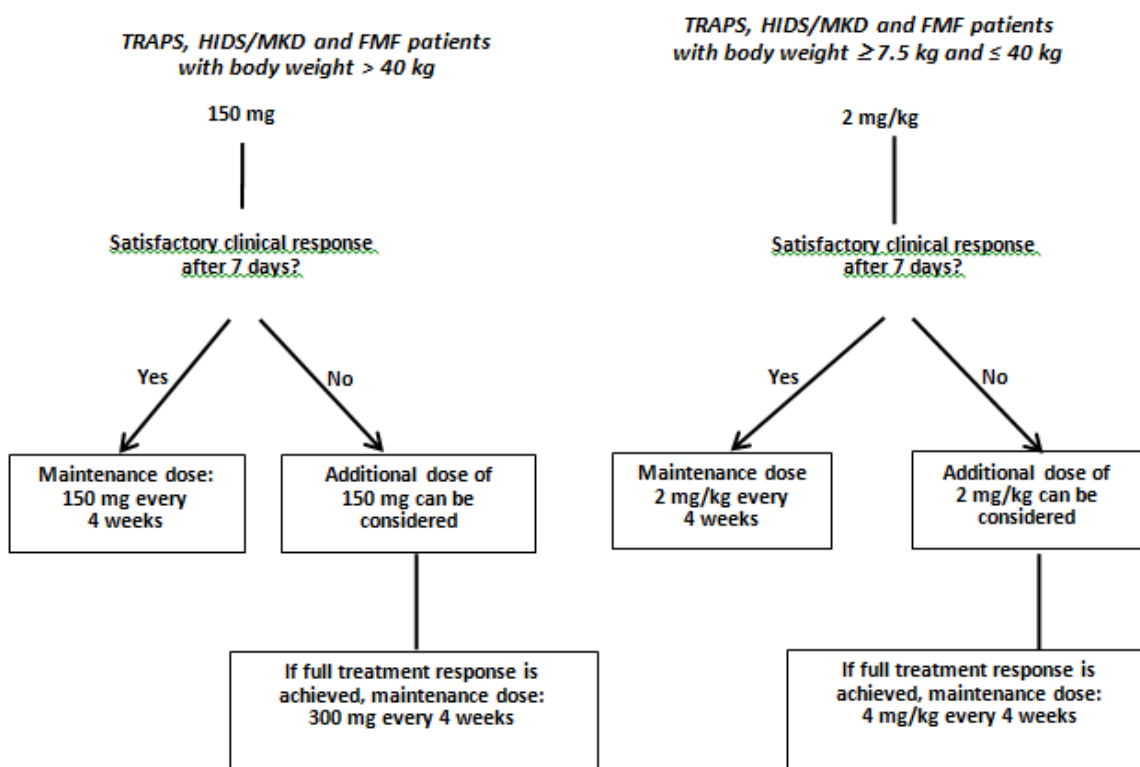 TRAPS, HIDS/MKD and FMF patients
with body weight > 40 kg
150 mg
Satisfactory clinical response
after 7 days?
Yes
No
Maintenance dose:
150 mg every
4 weeks
Additional dose of
150 mg can be
considered
If full treatment response is
achieved, maintenance dose:
300 mg every 4 weeks
TRAPS, HIDS/MKD and FMF patients
with body weight ≥ 7.5 kg and ≤ 40 kg
2 mg/kg
Satisfactory clinical response
after 7 days?
Yes
No
Maintenance dose
2 mg/kg every
4 weeks
Additional dose of
2 mg/kg can be
considered
If full treatment response is
achieved, maintenance dose:
4 mg/kg every 4 weeks